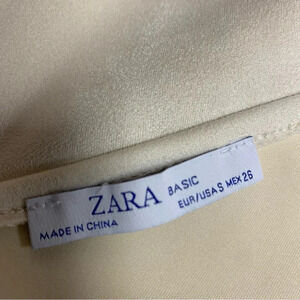 ZARA BASIC
MADE IN CHINA EUR/USA S MEX 26